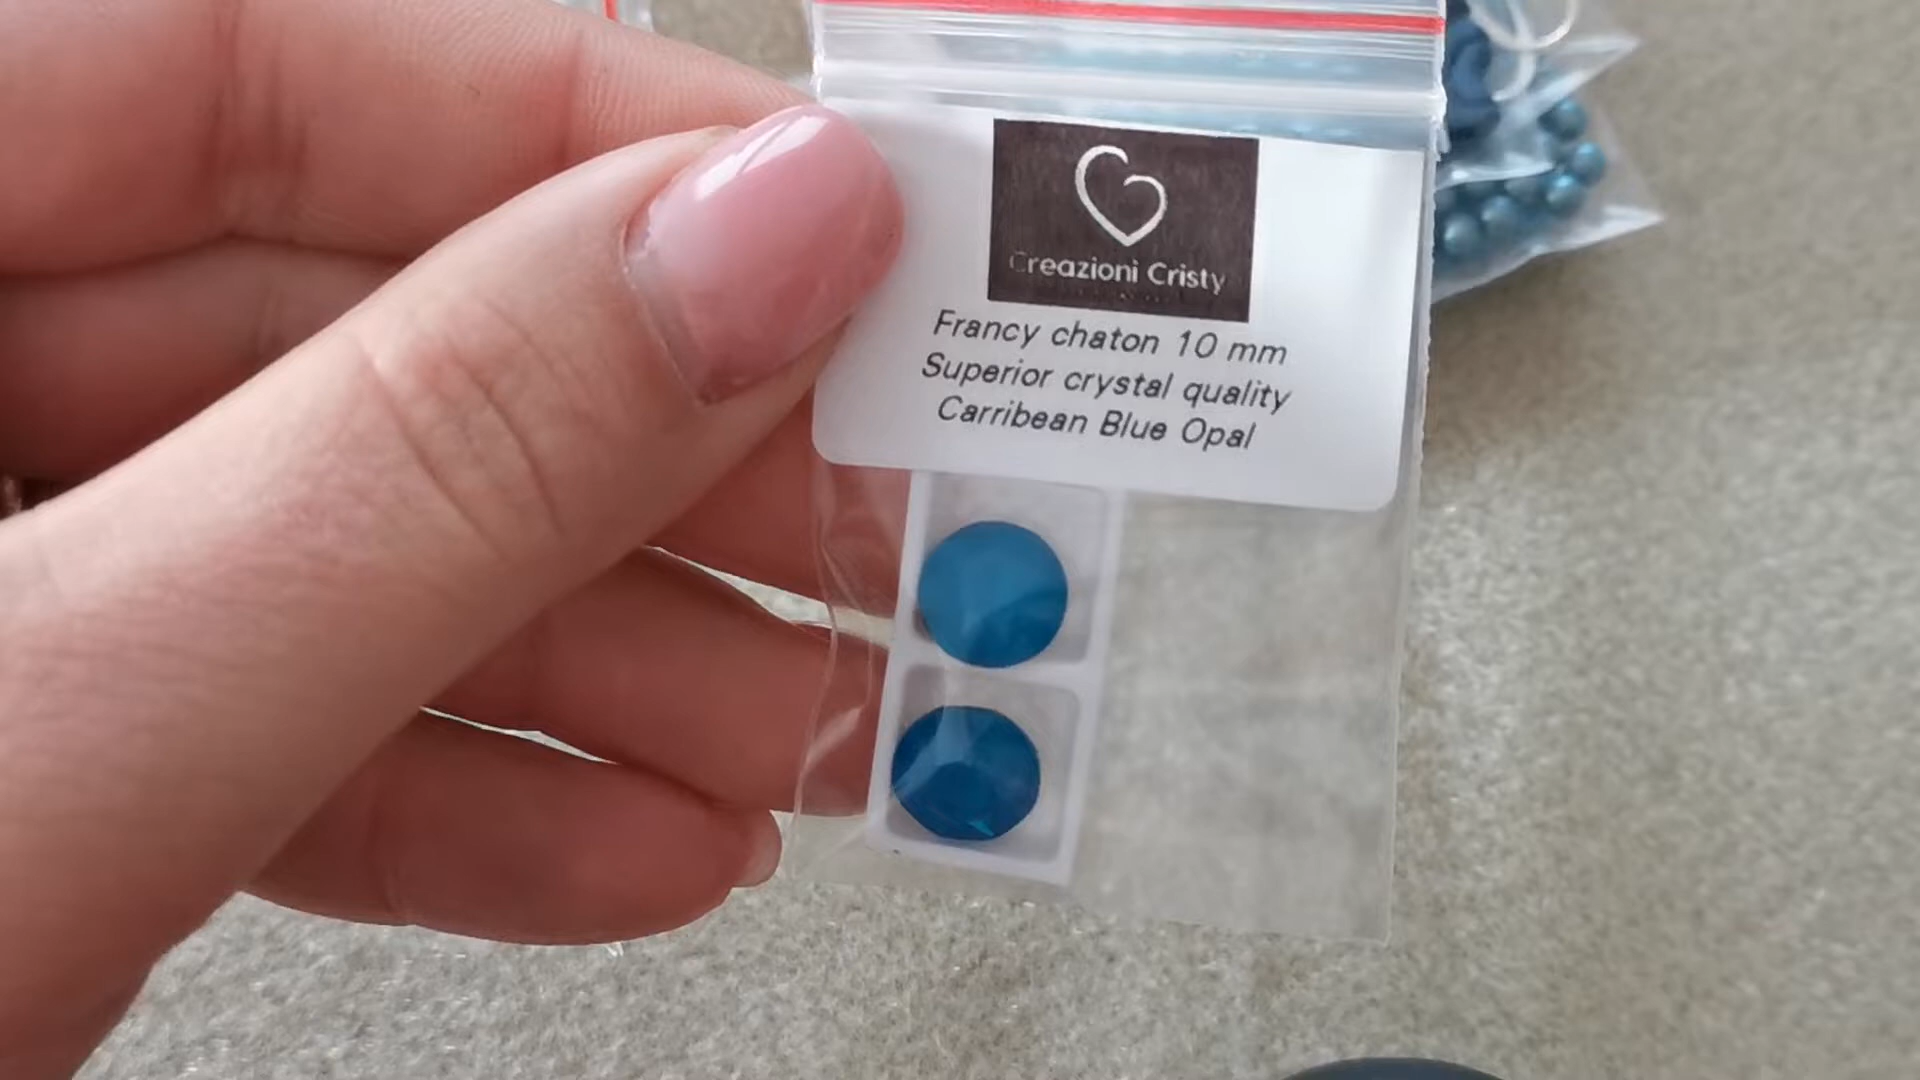 Creazioni Cristy
Francy chaton 10 mm
Superior crystal quality
Carribean Blue Opal